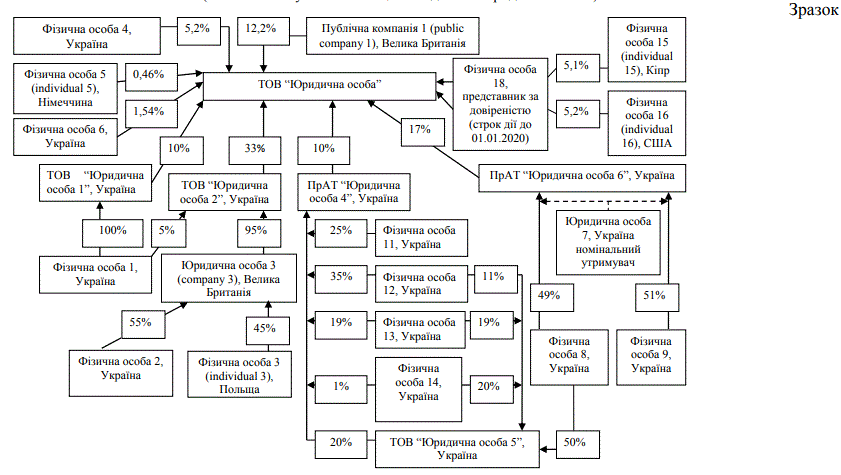 Зразок
Фізична особа 4,
Україна
5,2%
12,2%
Публічна компанія 1 (public
company 1), Велика Британія
Фізична особа 5
(individual 5),
Німеччина
0,46%
ТОВ “Юридична особа”
Фізична особа
18,
представник за
довіреністю
(строк дії до
01.01.2020)
5,1%
Фізична
особа 15
(individual
15), Кіпр
Фізична особа 6,
Україна
1,54%
5,2%
Фізична
особа 16
(individual
16), США
10%
33%
10%
17%
ТОВ “Юридична
особа 1”, Україна
ТОВ “Юридична
особа 2”, Україна
ПрАТ “Юридична
особа 4”, Україна
ПрАТ “Юридична особа 6”, Україна
100%
5%
95%
25%
Фізична особа
11, Україна
Юридична особа
7, Україна
номінальний
утримувач
Фізична особа 1,
Україна
Юридична особа 3
(company 3), Велика
Британія
35%
Фізична особа
12, Україна
11%
49%
51%
55%
45%
19%
Фізична особа
13, Україна
19%
Фізична особа 2,
Україна
Фізична особа 3
(individual 3),
Польща
1%
Фізична
особа 14,
Україна
20%
Фізична
особа 8,
Україна
Фізична
особа 9,
Україна
20%
ТОВ “Юридична особа 5”,
Україна
50%